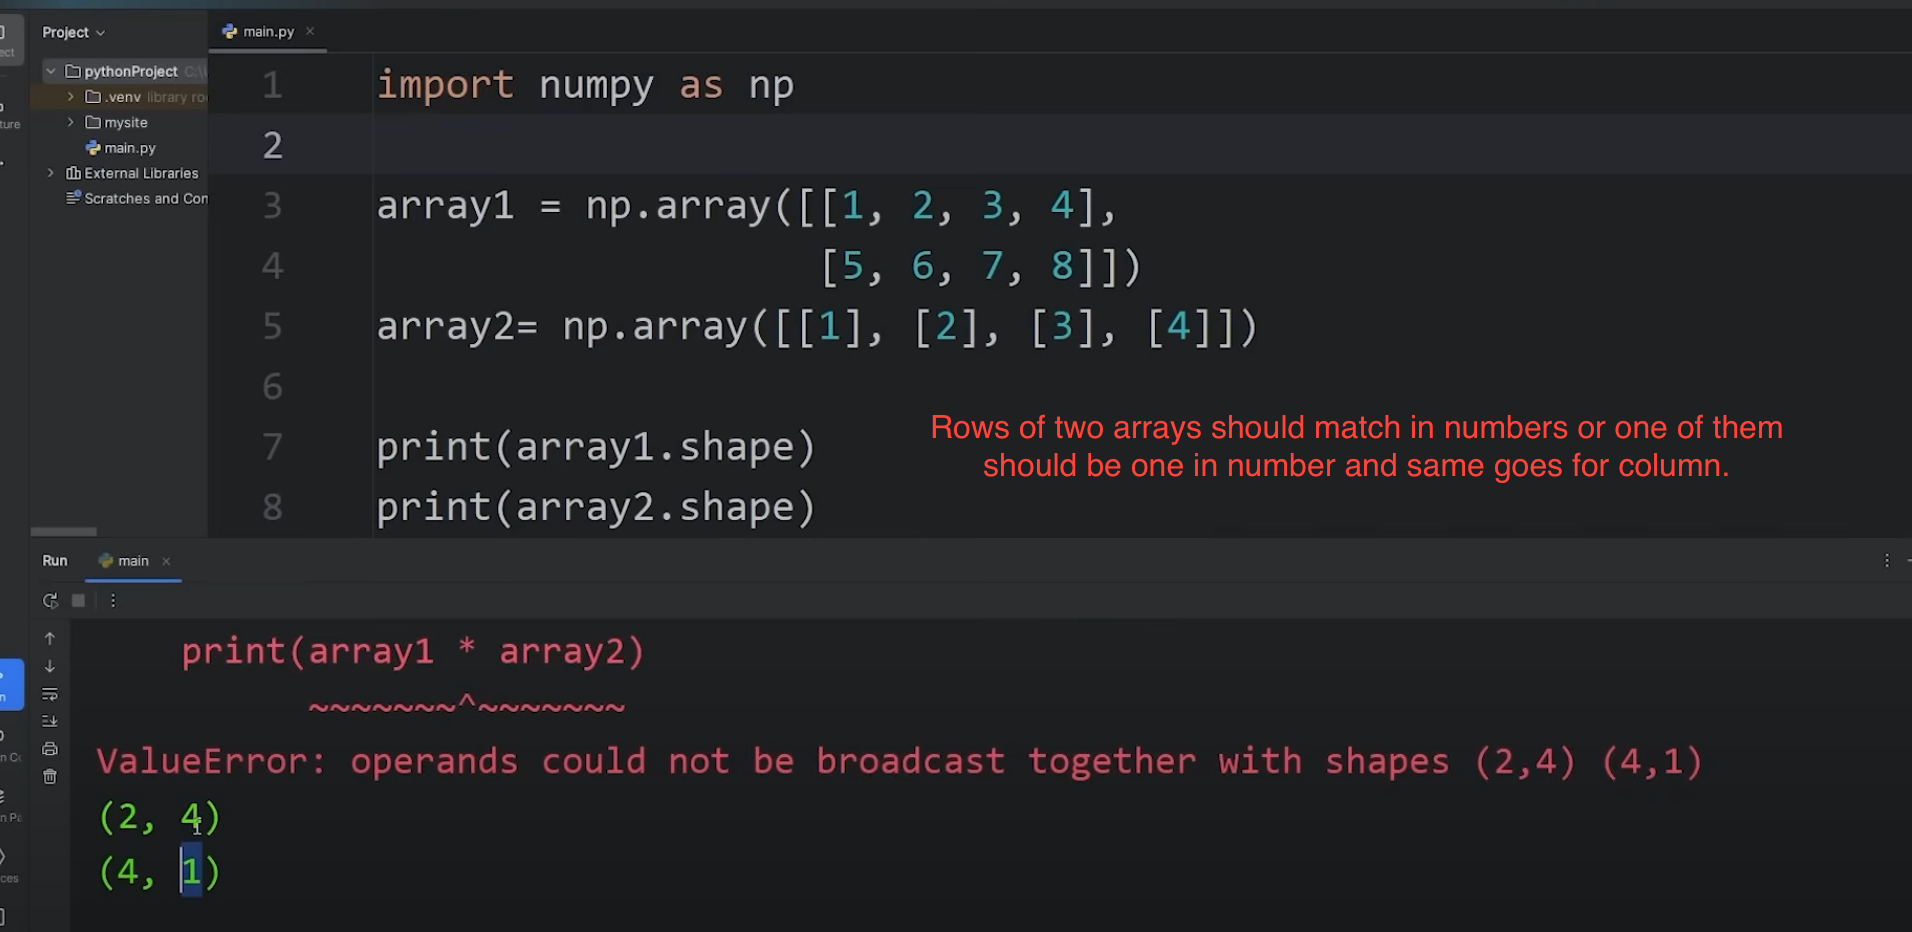 Project
main.py
pythonProject C:\
.venv library ro
mysite
main.py
External Libraries
Scratches and Con
1 import numpy as np
2
3 array1 = np.array([[1, 2, 3, 4],
4 [5, 6, 7, 8]])
5 array2= np.array([[1], [2], [3], [4]])
6
7 print(array1.shape)
8 print(array2.shape)
Rows of two arrays should match in numbers or one of them
should be one in number and same goes for column.
Run main
print(array1 * array2)
~~~~~~~^~~~~~~~
ValueError: operands could not be broadcast together with shapes (2,4) (4,1)
(2, 4)
(4, 1)